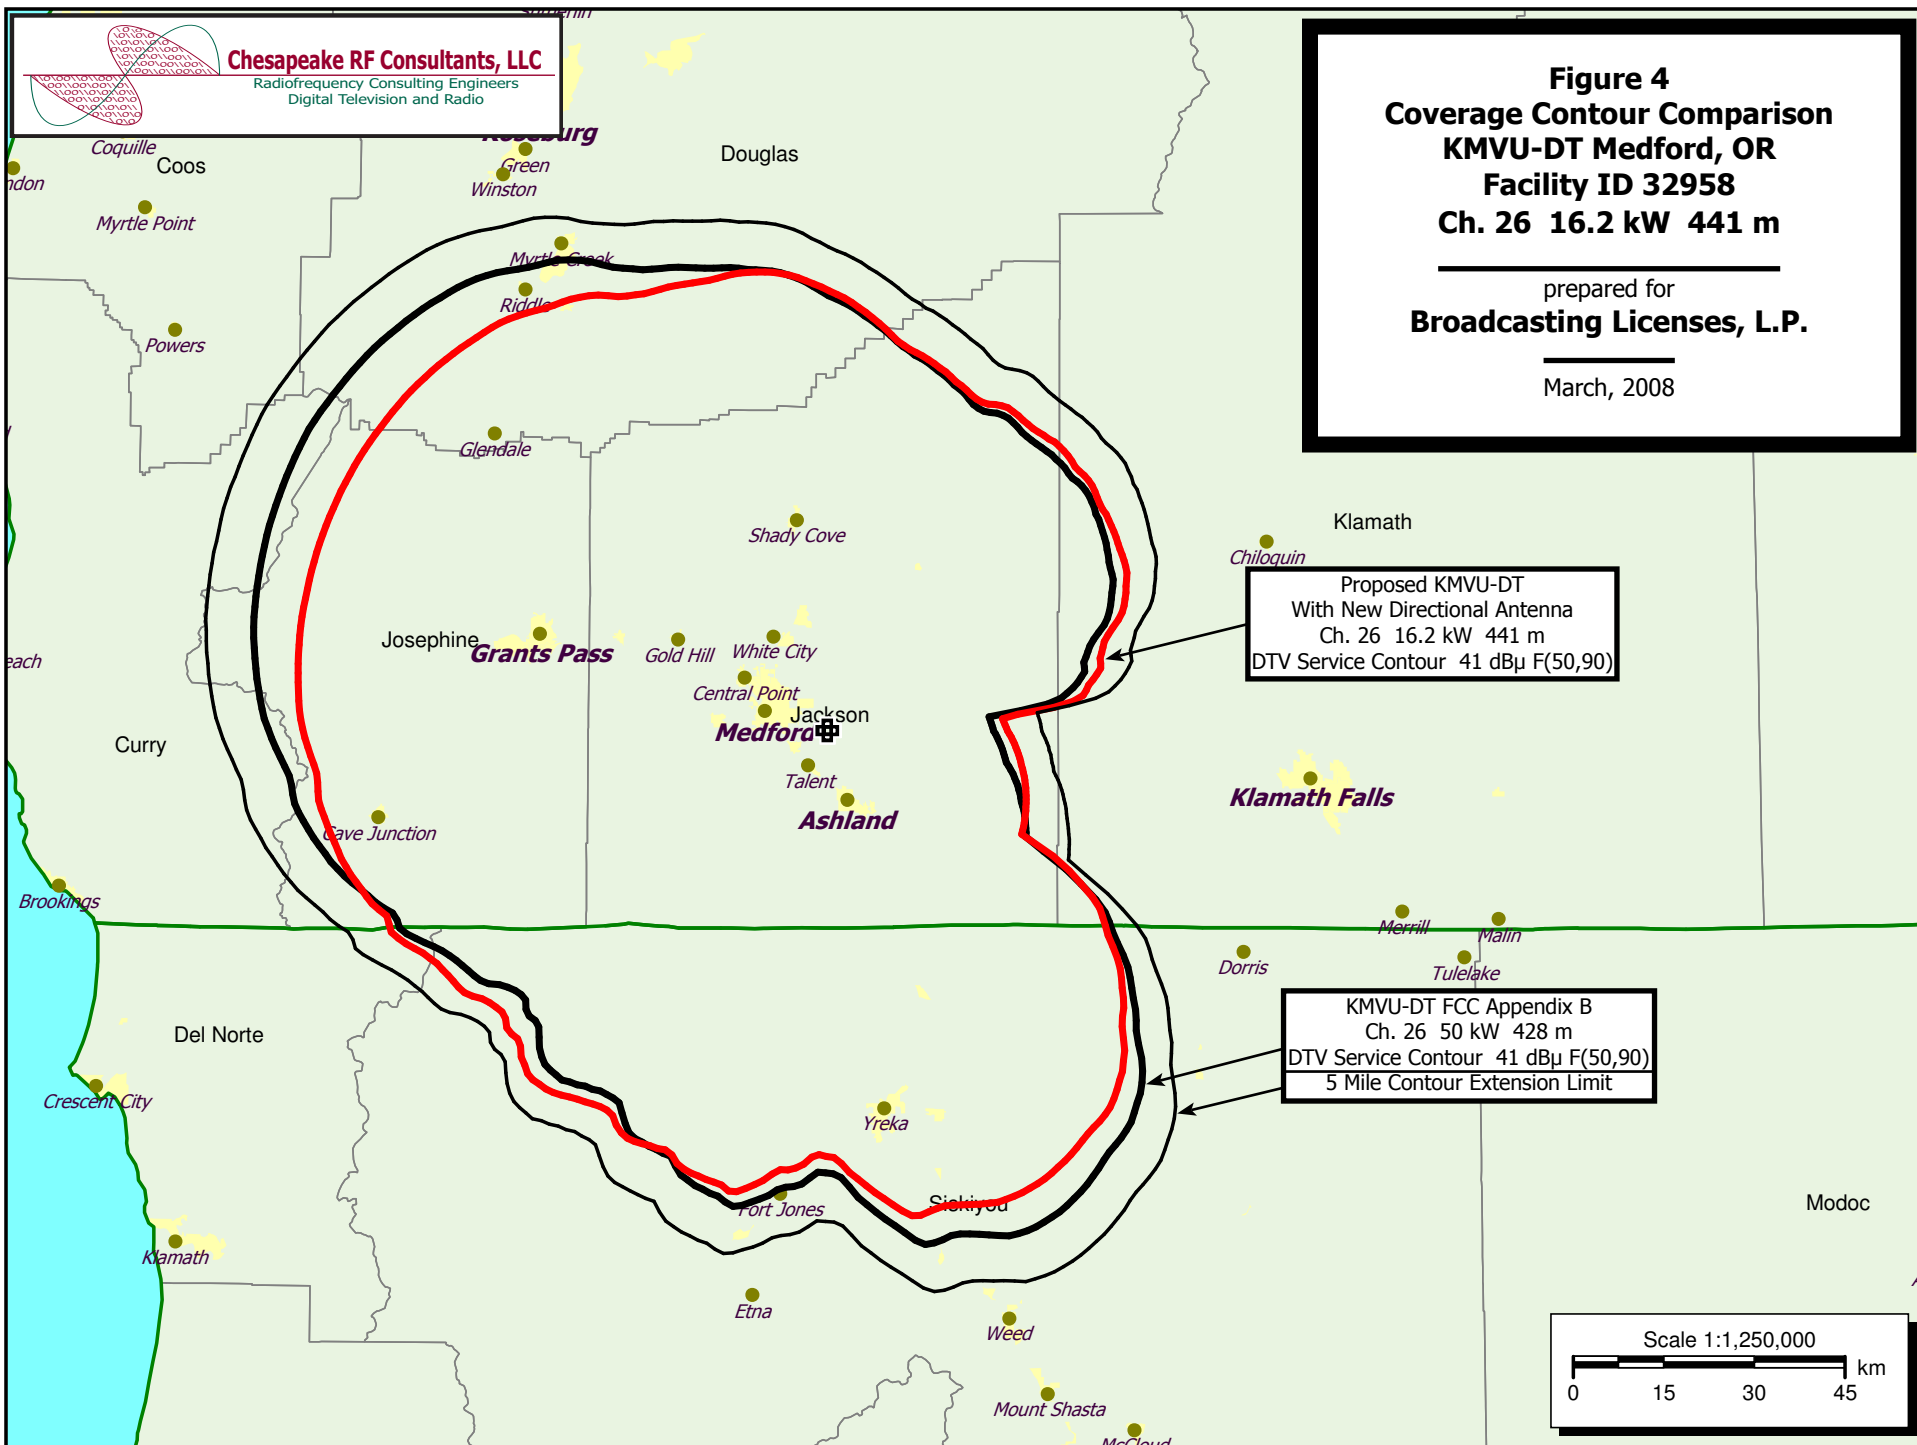 Chesapeake RF Consultants, LLC
Radiofrequency Consulting Engineers
Digital Television and Radio
Figure 4
Coverage Contour Comparison
KMVU-DT Medford, OR
Facility ID 32958
Ch. 26 16.2 kW 441 m
prepared for
Broadcasting Licenses, L.P.
March, 2008
Roseburg
Coquille
Coos
Green
Douglas
Winston
Myrtle Point
Myrtle Creek
Riddle
Powers
Glendale
Shady Cove
Klamath
Chiloquin
Proposed KMVU-DT
With New Directional Antenna
Ch. 26 16.2 kW 441 m
DTV Service Contour 41 dBµ F(50,90)
Josephine
Grants Pass
Gold Hill
White City
Central Point
Jackson
Medford
Curry
Talent
Klamath Falls
Ashland
Cave Junction
Brookings
Merrill
Malin
Dorris
Tulelake
KMVU-DT FCC Appendix B
Ch. 26 50 kW 428 m
DTV Service Contour 41 dBµ F(50,90)
5 Mile Contour Extension Limit
Del Norte
Crescent City
Yreka
Siskiyou
Fort Jones
Modoc
Klamath
Etna
Weed
Mount Shasta
McCloud
Scale 1:1,250,000
km
0 15 30 45